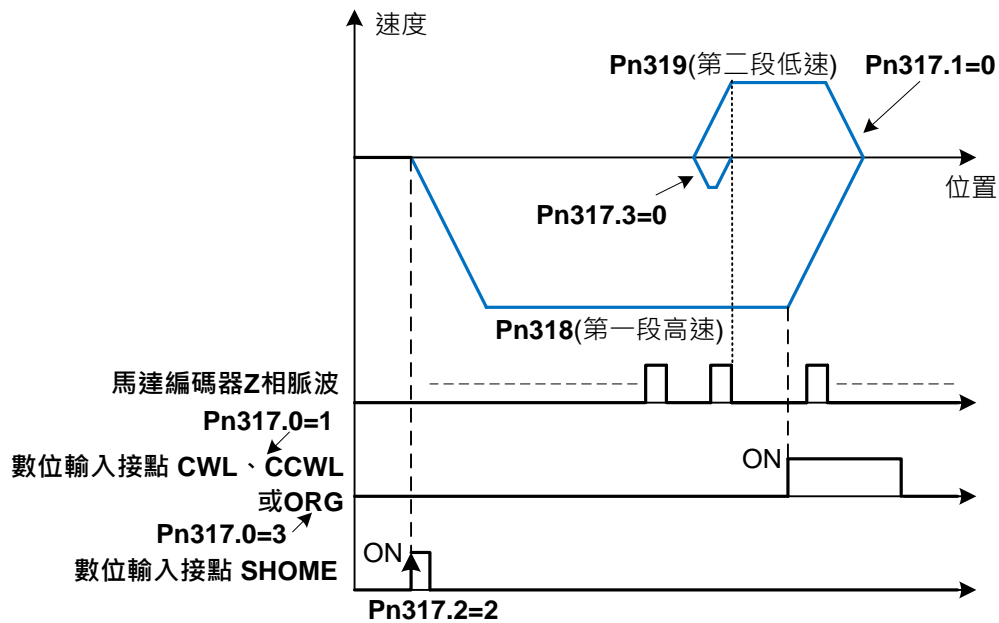 速度
Pn319(第二段低速)
Pn317.1=0
位置
Pn317.3=0
Pn318(第一段高速)
馬達編碼器Z相脈波
Pn317.0=1
數位輸入接點 CWL、CCWL
或ORG
ON
Pn317.0=3
ON
數位輸入接點 SHOME
Pn317.2=2